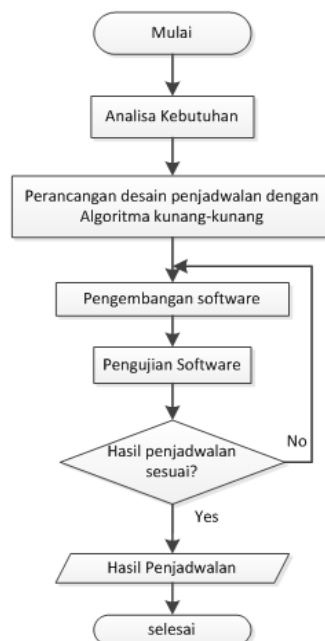 Mulai
Analisa Kebutuhan
Perancangan desain penjadwalan dengan
Algoritma kunang-kunang
Pengembangan software
Pengujian Software
Hasil penjadwalan
sesuai?
No
Yes
Hasil Penjadwalan
selesai